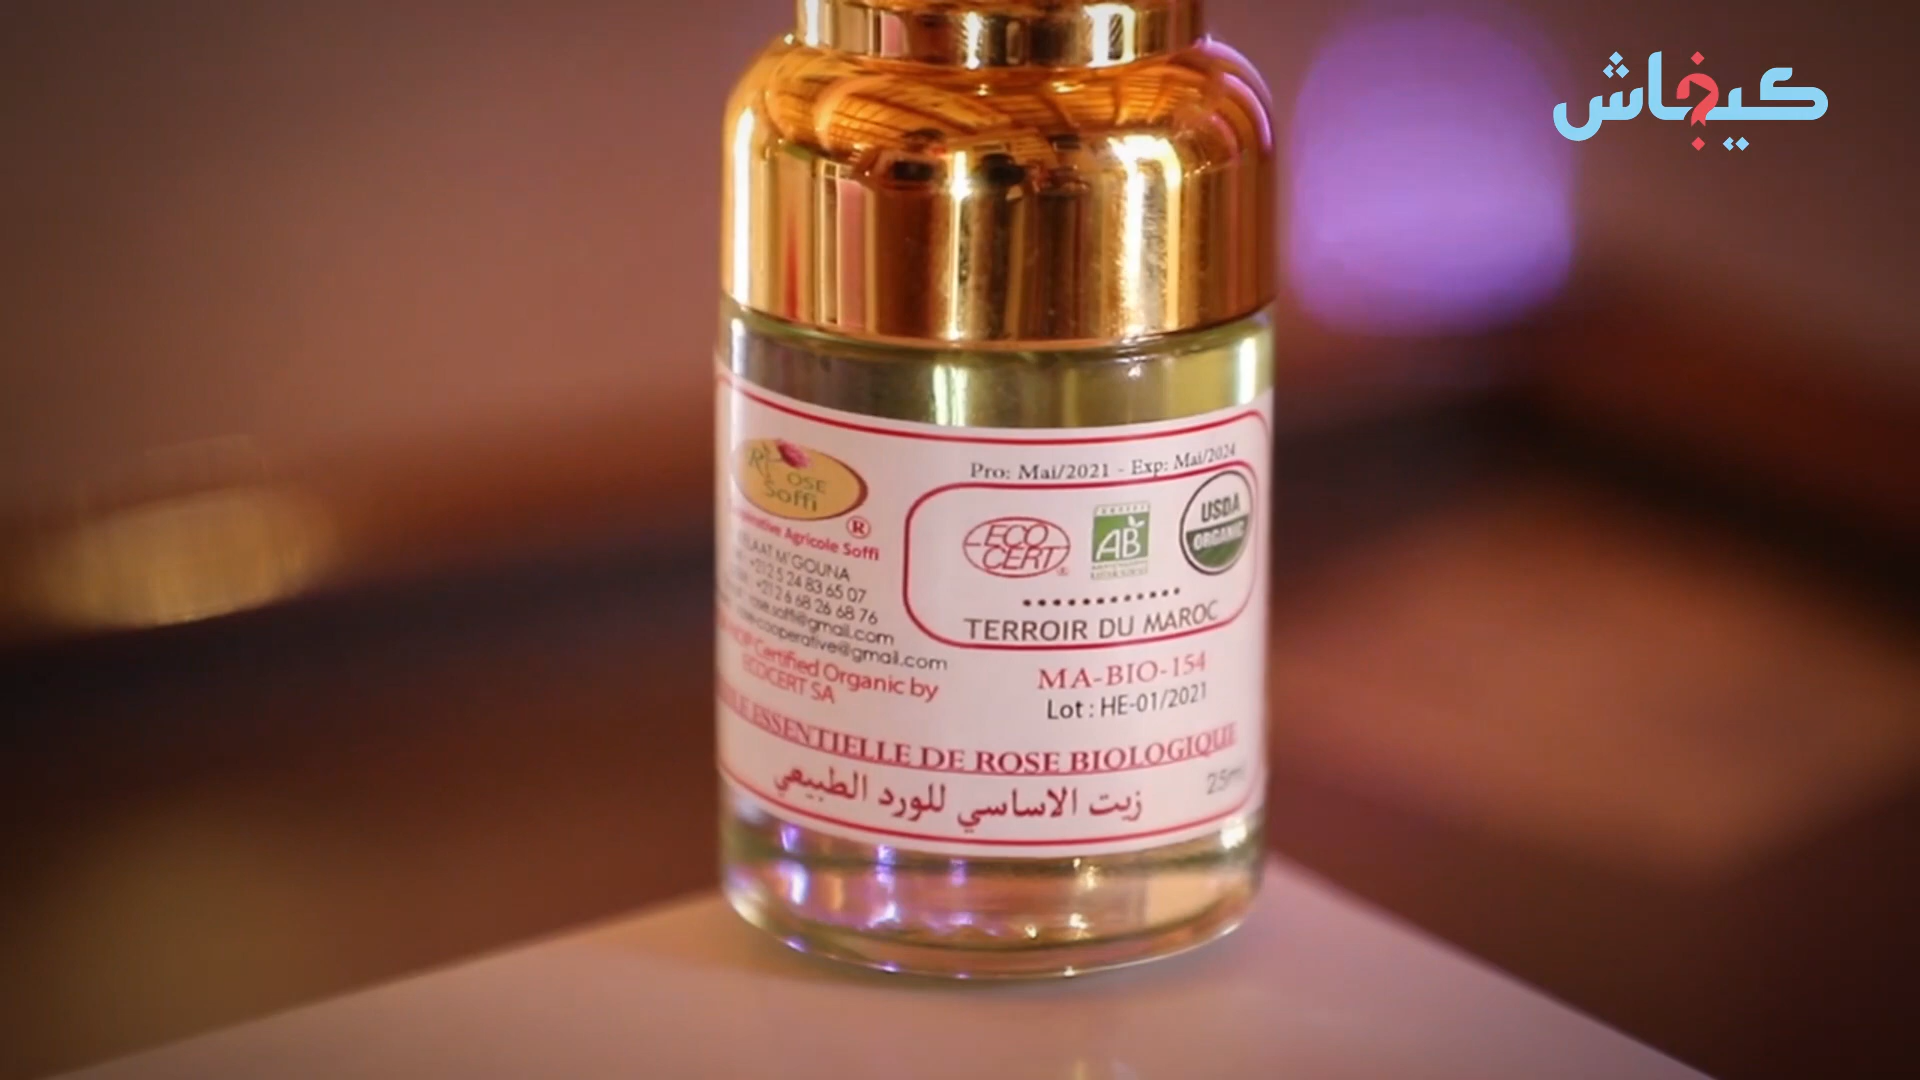 كيفاش
Rose
Soffi
®
Agricole Soffi
M'GOUNA
+212 5 24 83 65 07
+212 6 68 26 68 76
rose.soffi@gmail.com
cooperative@gmail.com
Certified Organic by
ECOCERT SA
Pro: Mai/2021 - Exp: Mai/2024
ECO
CERT
®
AB
USDA
ORGANIC
TERROIR DU MAROC
MA-BIO-154
Lot : HE-01/2021
ESSENTIELLE DE ROSE BIOLOGIQUE
زيت الاساسي للورد الطبيعي
25ml